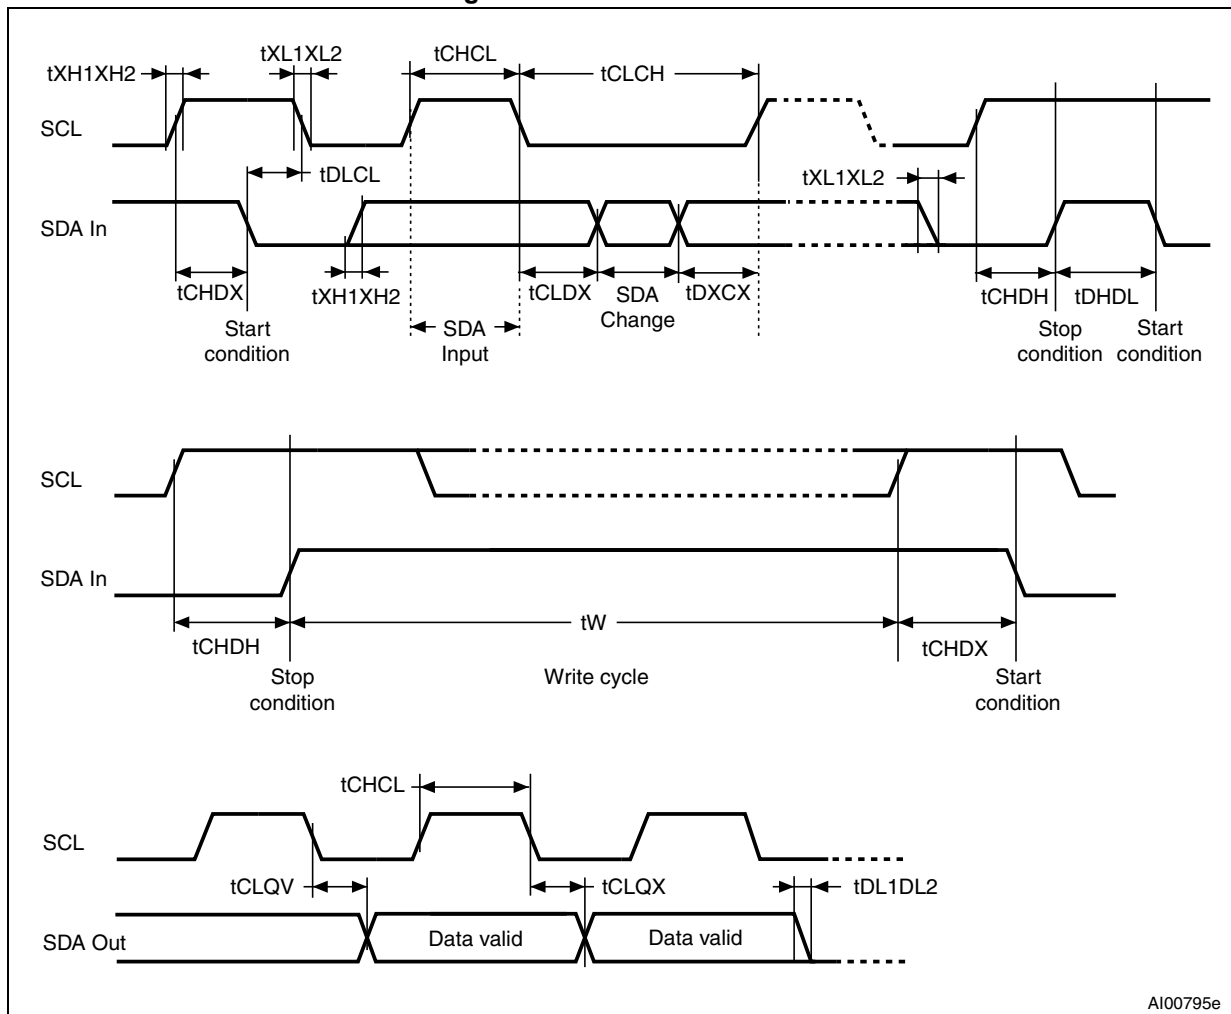 tXH1XH2
tXL1XL2
tCHCL
tCLCH
SCL
tDLCL
tXL1XL2
SDA In
tCHDX
tXH1XH2
tCLDX
SDA
Change
tDXCX
tCHDH
tDHDL
Start
condition
SDA
Input
Stop
condition
Start
condition
SCL
SDA In
tCHDH
tW
tCHDX
Stop
condition
Write cycle
Start
condition
tCHCL
SCL
tCLQV
tCLQX
tDL1DL2
SDA Out
Data valid
Data valid
AI00795e